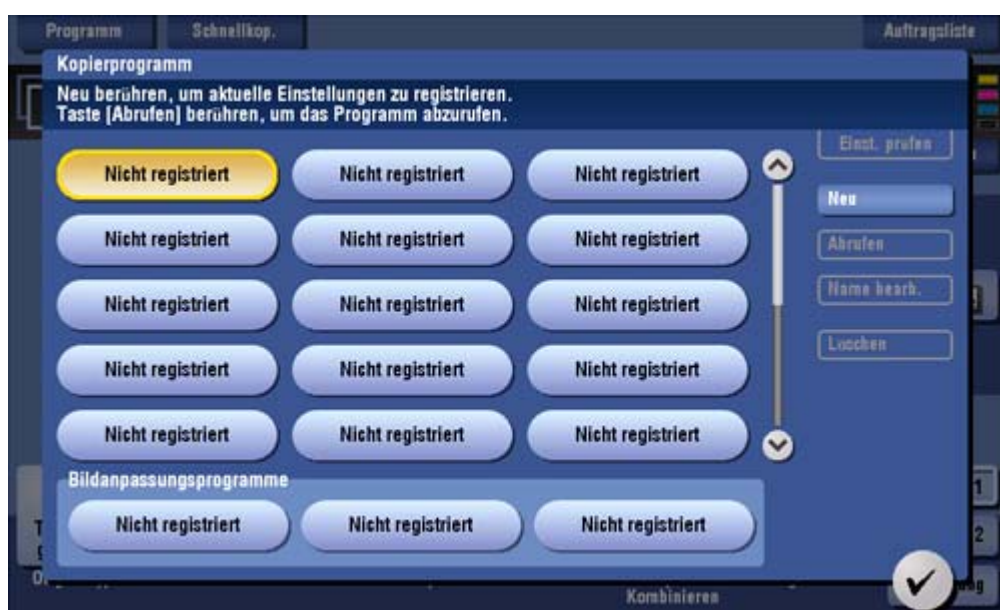 Programm Schnellkop. Auftragsliste
Kopierprogramm
Neu berühren, um aktuelle Einstellungen zu registrieren.
Taste [Abrufen] berühren, um das Programm abzurufen.
Einst. prüfen
Nicht registriert Nicht registriert Nicht registriert
Neu
Nicht registriert Nicht registriert Nicht registriert
Abrufen
Nicht registriert Nicht registriert Nicht registriert
Name bearb.
Nicht registriert Nicht registriert Nicht registriert
Löschen
Nicht registriert Nicht registriert Nicht registriert
Bildanpassungsprogramme
1
Nicht registriert Nicht registriert Nicht registriert
2
Kombinieren